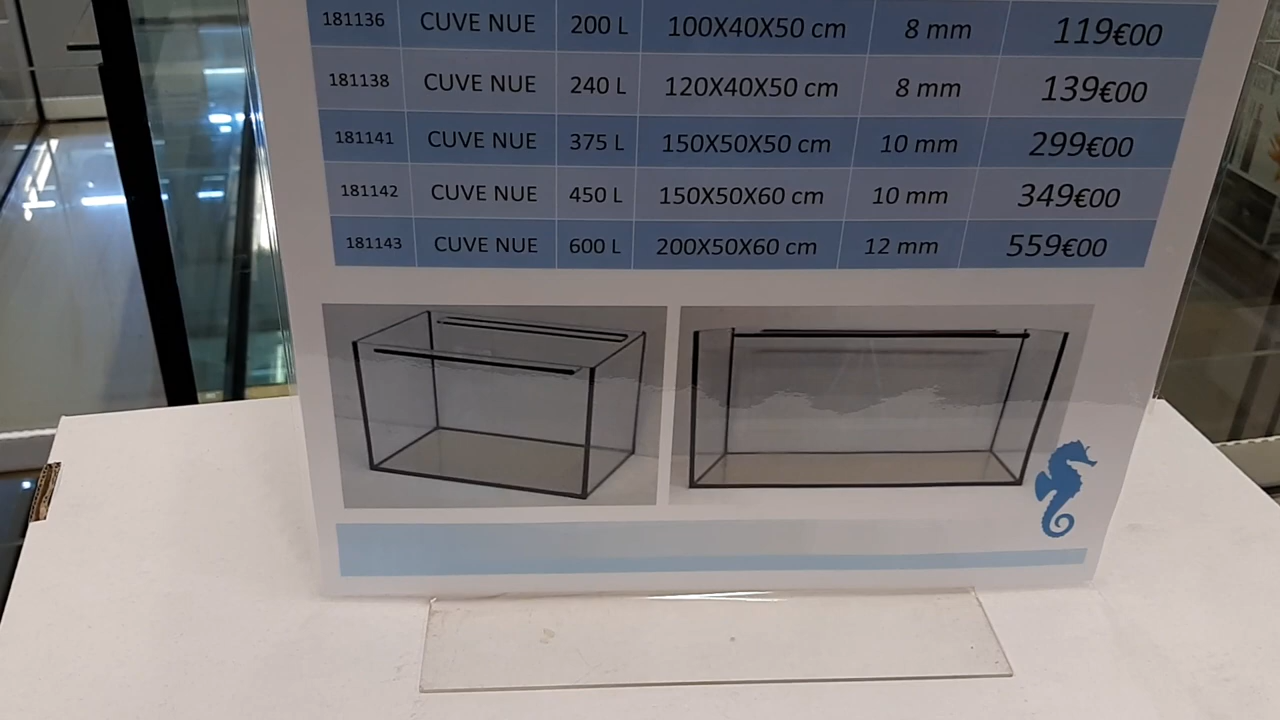 181136 CUVE NUE 200 L 100X40X50 cm 8 mm 119€00
181138 CUVE NUE 240 L 120X40X50 cm 8 mm 139€00
181141 CUVE NUE 375 L 150X50X50 cm 10 mm 299€00
181142 CUVE NUE 450 L 150X50X60 cm 10 mm 349€00
181143 CUVE NUE 600 L 200X50X60 cm 12 mm 559€00